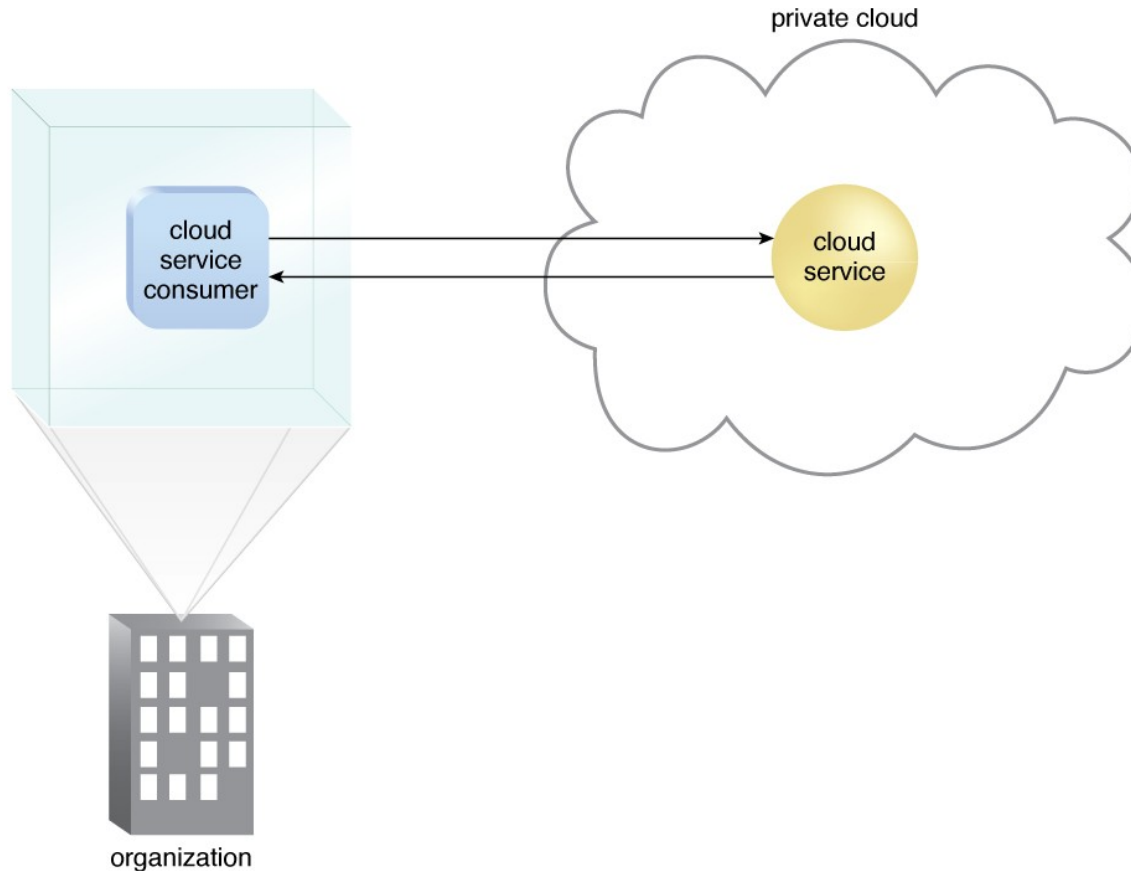 private cloud
cloud
service
consumer
cloud
service
organization